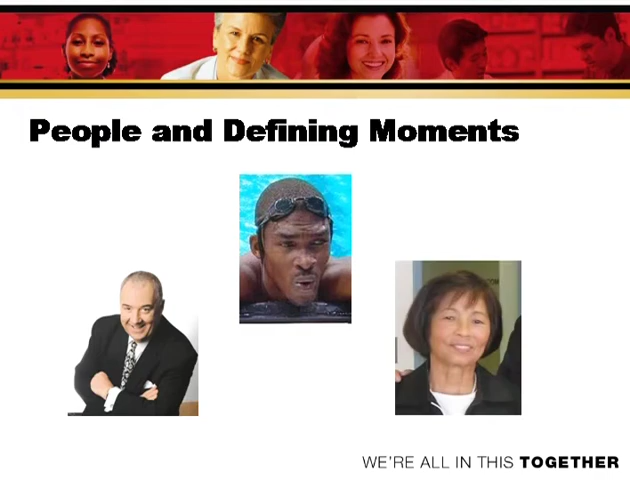 People and Defining Moments
WE'RE ALL IN THIS TOGETHER